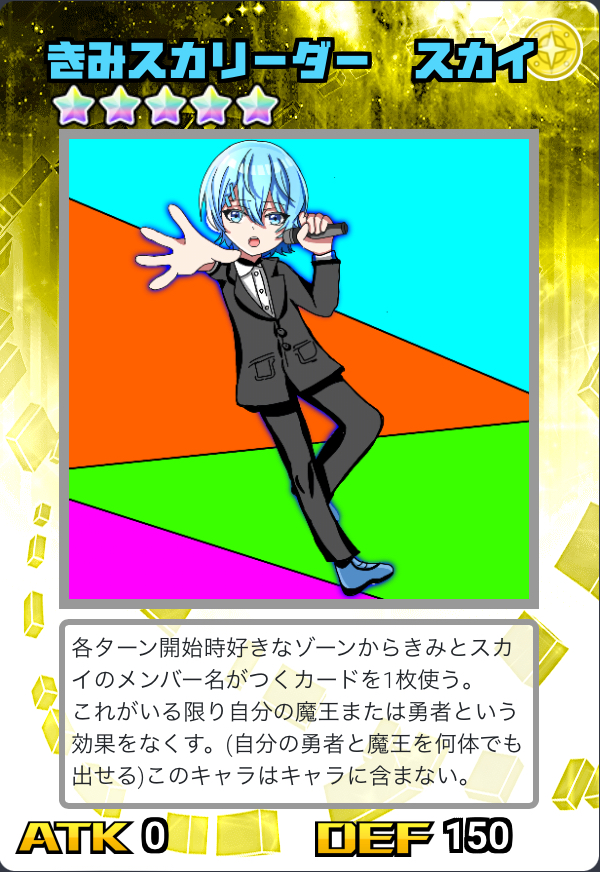 きみスカリーダー　スカイ
各ターン開始時好きなゾーンからきみとスカ
イのメンバー名がつくカードを1枚使う。
これがいる限り自分の魔王または勇者という
効果をなくす。(自分の勇者と魔王を何体でも
出せる)このキャラはキャラに含まない。
ATK 0 DEF 150